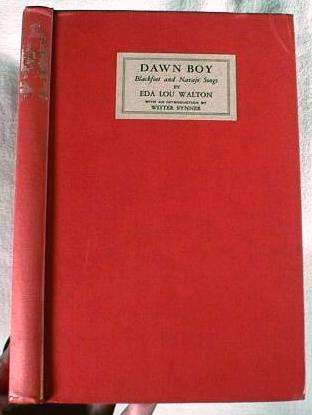 DAWN BOY
Blackfoot and Navajo Songs
BY
EDA LOU WALTON
WITH AN INTRODUCTION BY
WITTER BYNNER